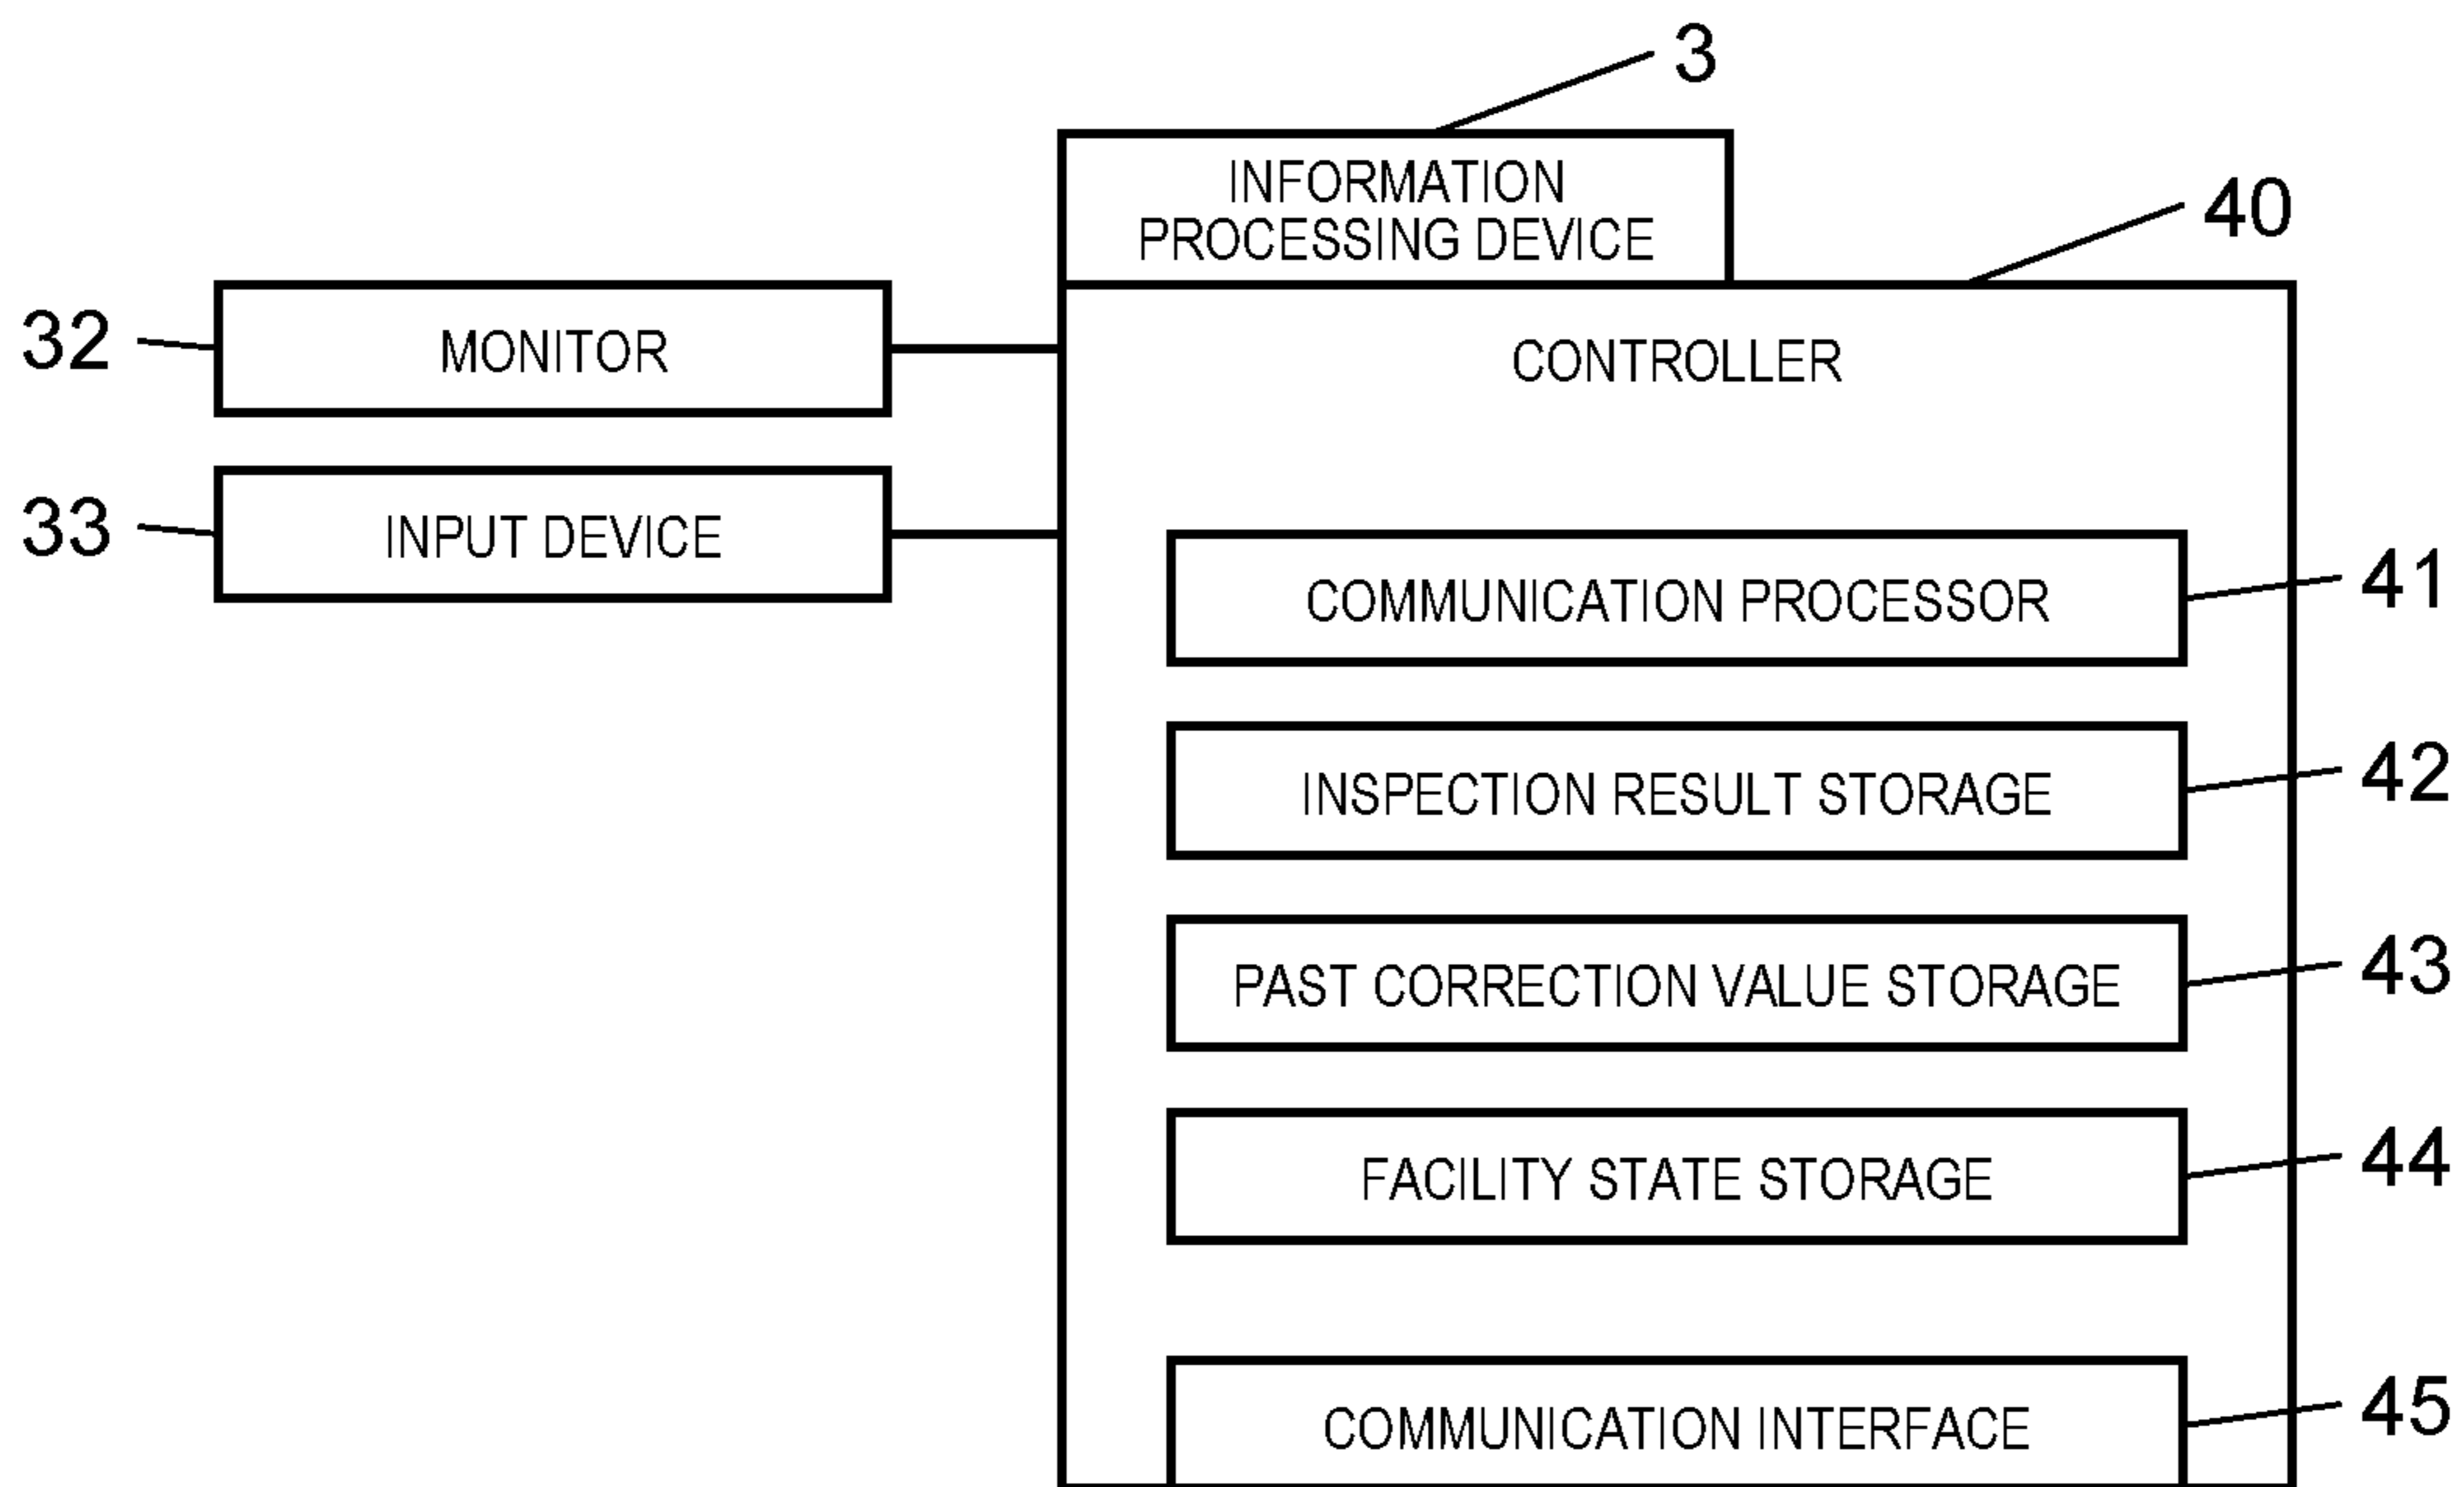 3
INFORMATION
PROCESSING DEVICE
40
32
MONITOR
CONTROLLER
33
INPUT DEVICE
COMMUNICATION PROCESSOR
41
INSPECTION RESULT STORAGE
42
PAST CORRECTION VALUE STORAGE
43
FACILITY STATE STORAGE
44
COMMUNICATION INTERFACE
45